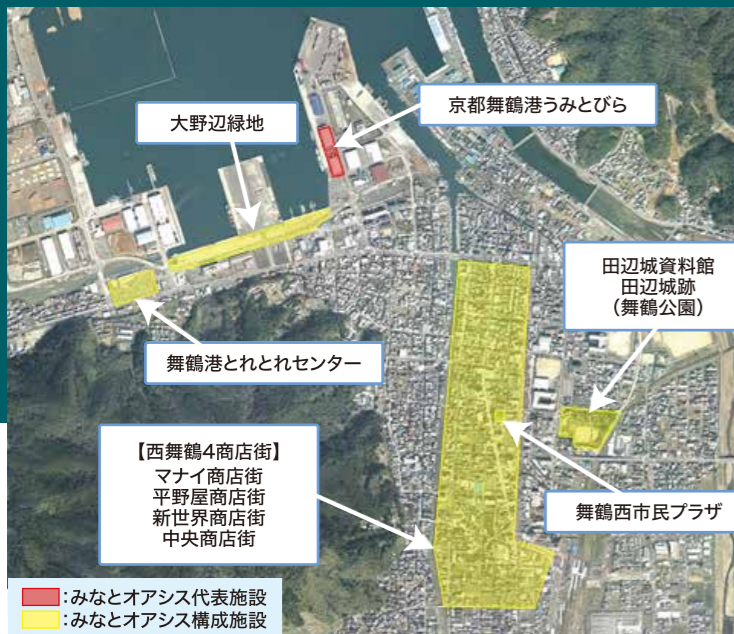 京都舞鶴港うみとびら
大野辺緑地
田辺城資料館
田辺城跡
(舞鶴公園)
舞鶴港とれとれセンター
【西舞鶴4商店街】
マナイ商店街
平野屋商店街
新世界商店街
中央商店街
舞鶴西市民プラザ
:みなとオアシス代表施設
:みなとオアシス構成施設